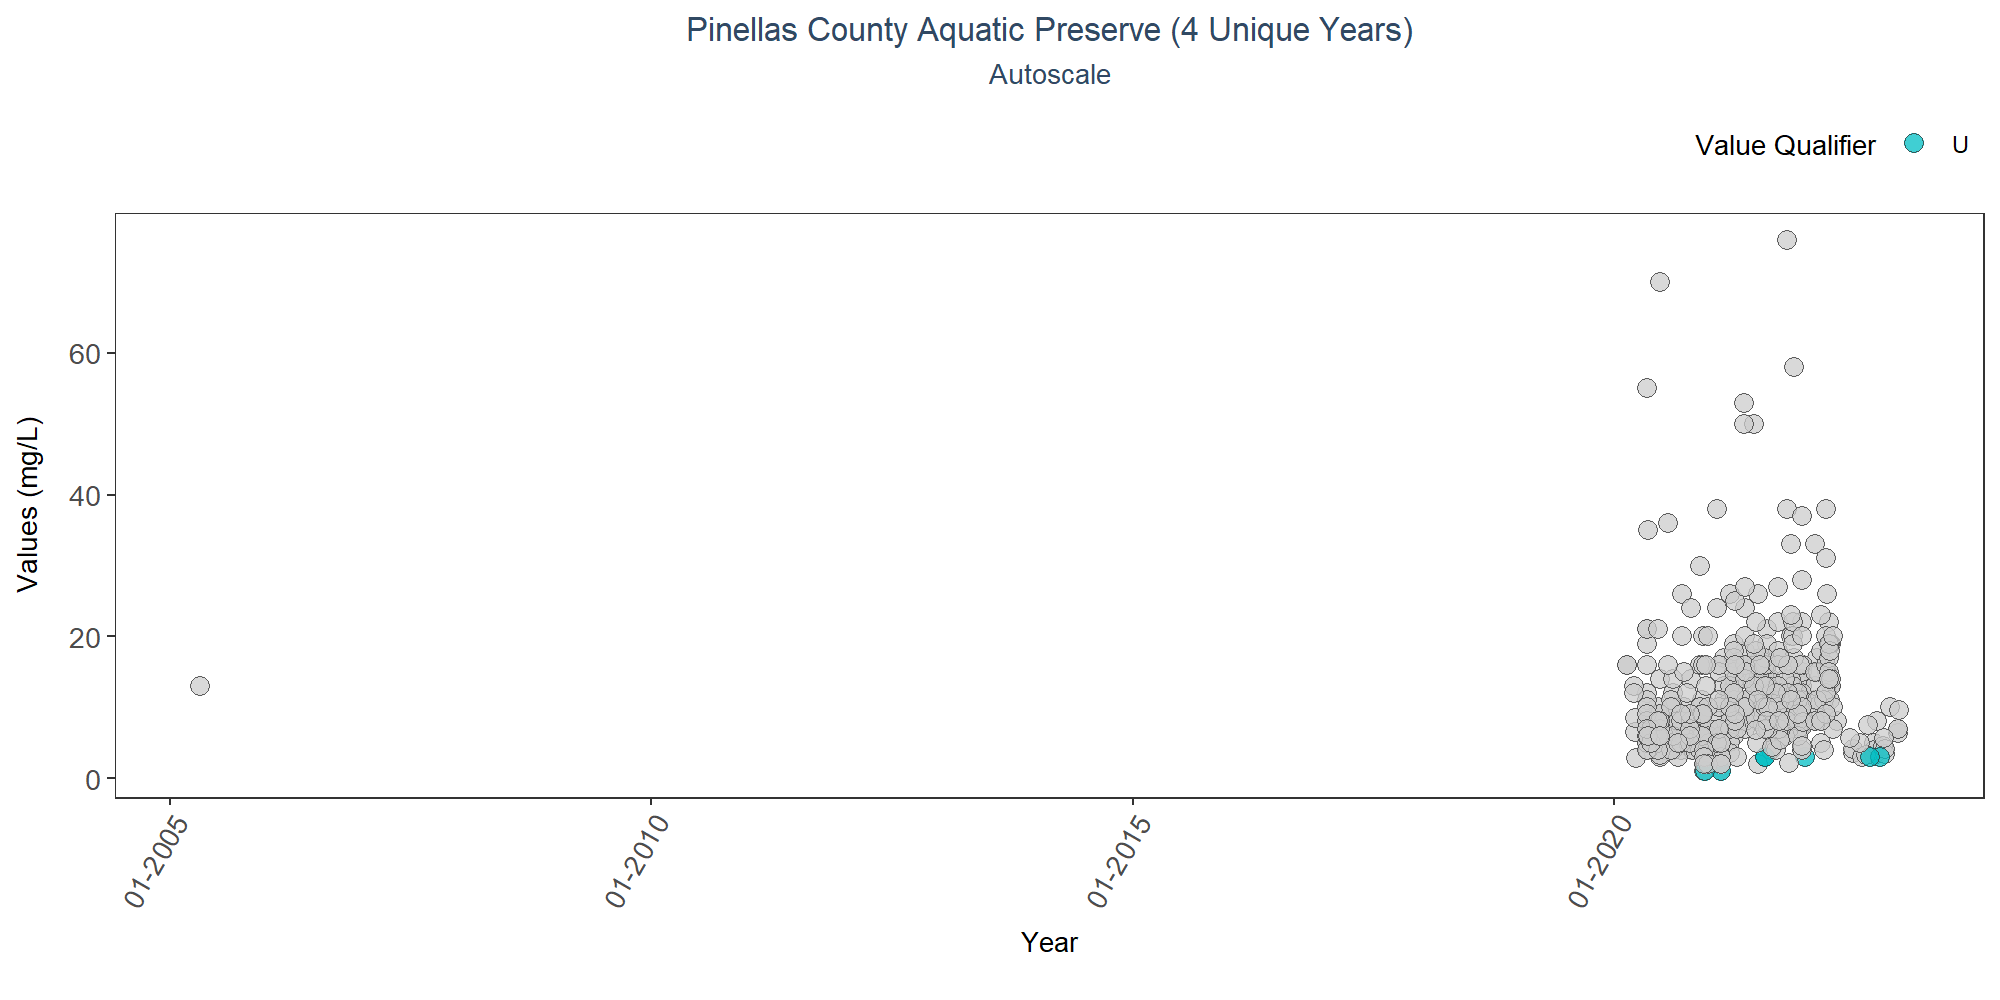 Pinellas County Aquatic Preserve (4 Unique Years)
Autoscale
Value Qualifier U
60
40
20
0
Values (mg/L)
01-2005
01-2010
01-2015
01-2020
Year